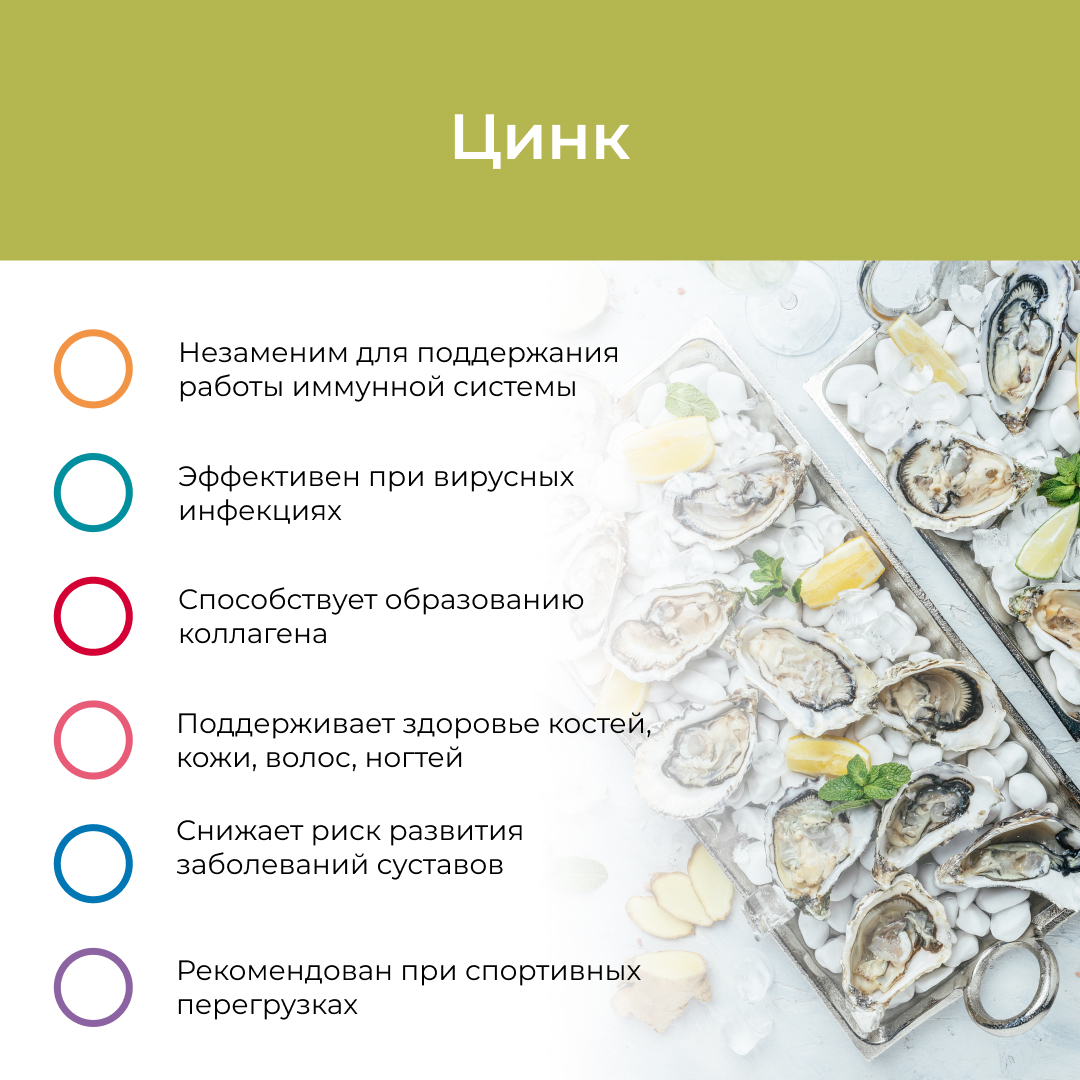 Цинк
Незаменим для поддержания
работы иммунной системы
Эффективен при вирусных
инфекциях
Способствует образованию
коллагена
Поддерживает здоровье костей,
кожи, волос, ногтей
Снижает риск развития
заболеваний суставов
Рекомендован при спортивных
перегрузках